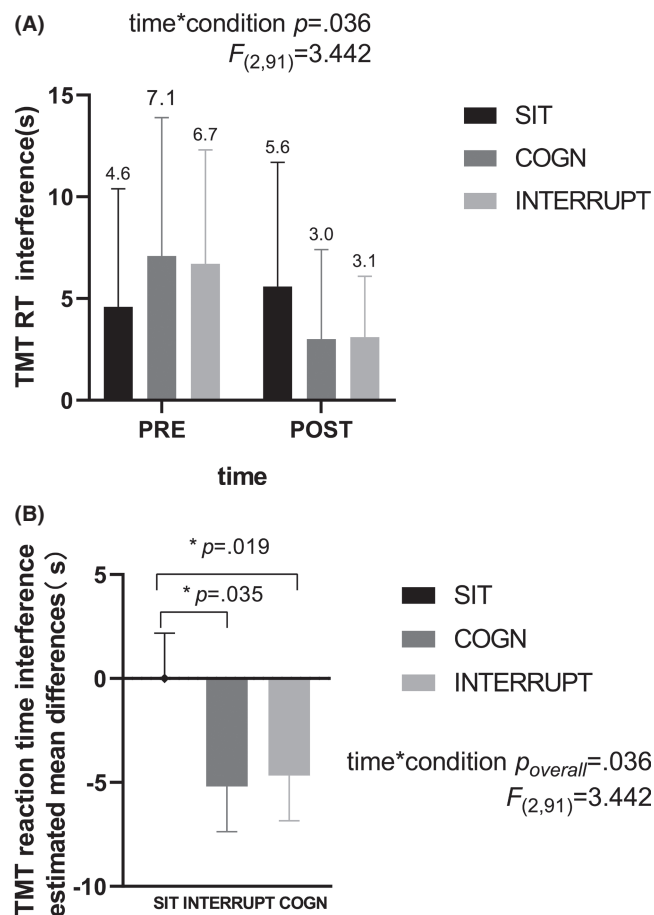 (A)
time*condition p=.036
F(2,91)=3.442
TMT RT interference(s)
15
10
5
0
4.6
7.1
6.7
5.6
3.0
3.1
PRE
POST
time
SIT
COGN
INTERRUPT
(B)
TMT reaction time interference
estimated mean differences( s)
5
0
-5
-10
* p=.019
* p=.035
SIT INTERRUPT COGN
SIT
COGN
INTERRUPT
time*condition poverall=.036
F(2,91)=3.442